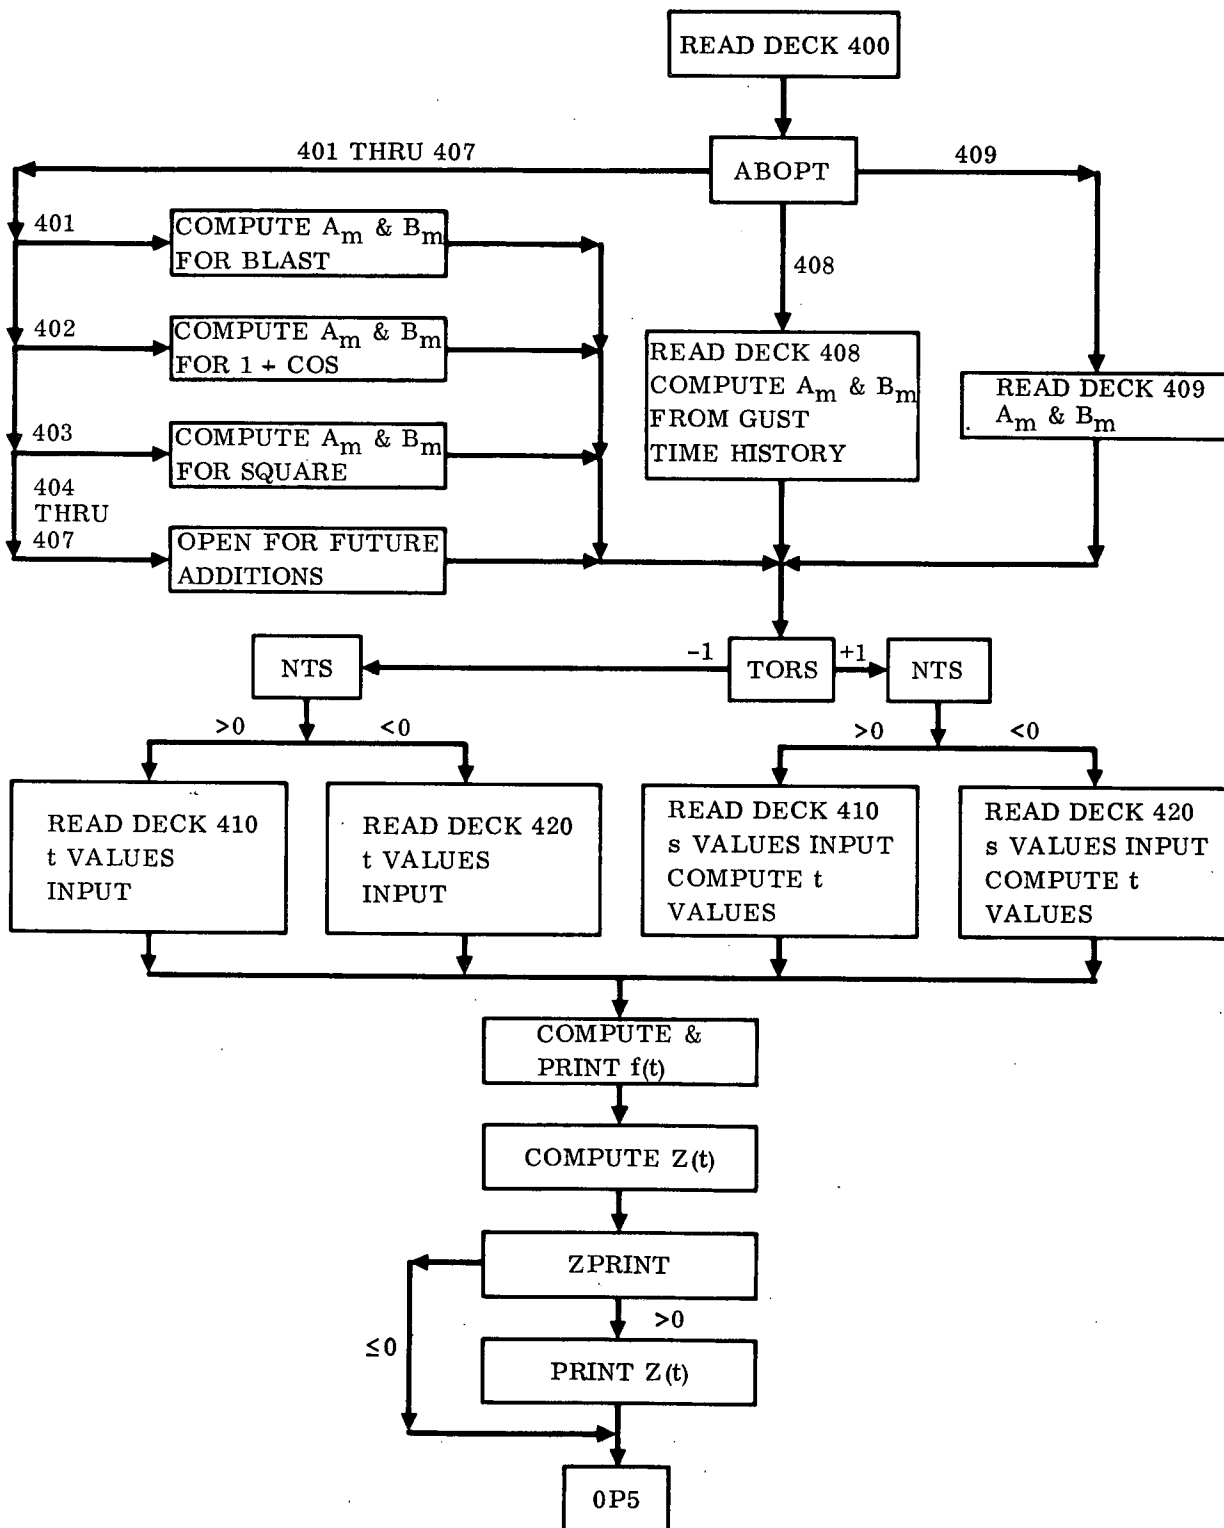 READ DECK 400
401 THRU 407
ABOPT
409
401
COMPUTE Am & Bm
FOR BLAST
408
402
COMPUTE Am & Bm
FOR 1 + COS
READ DECK 408
COMPUTE Am & Bm
FROM GUST
TIME HISTORY
READ DECK 409
Am & Bm
403
COMPUTE Am & Bm
FOR SQUARE
404
THRU
407
OPEN FOR FUTURE
ADDITIONS
NTS
-1
TORS
+1
NTS
>0
<0
>0
<0
READ DECK 410
t VALUES
INPUT
READ DECK 420
t VALUES
INPUT
READ DECK 410
s VALUES INPUT
COMPUTE t
VALUES
READ DECK 420
s VALUES INPUT
COMPUTE t
VALUES
COMPUTE &
PRINT f(t)
COMPUTE Z(t)
ZPRINT
>0
≤0
PRINT Z(t)
0P5